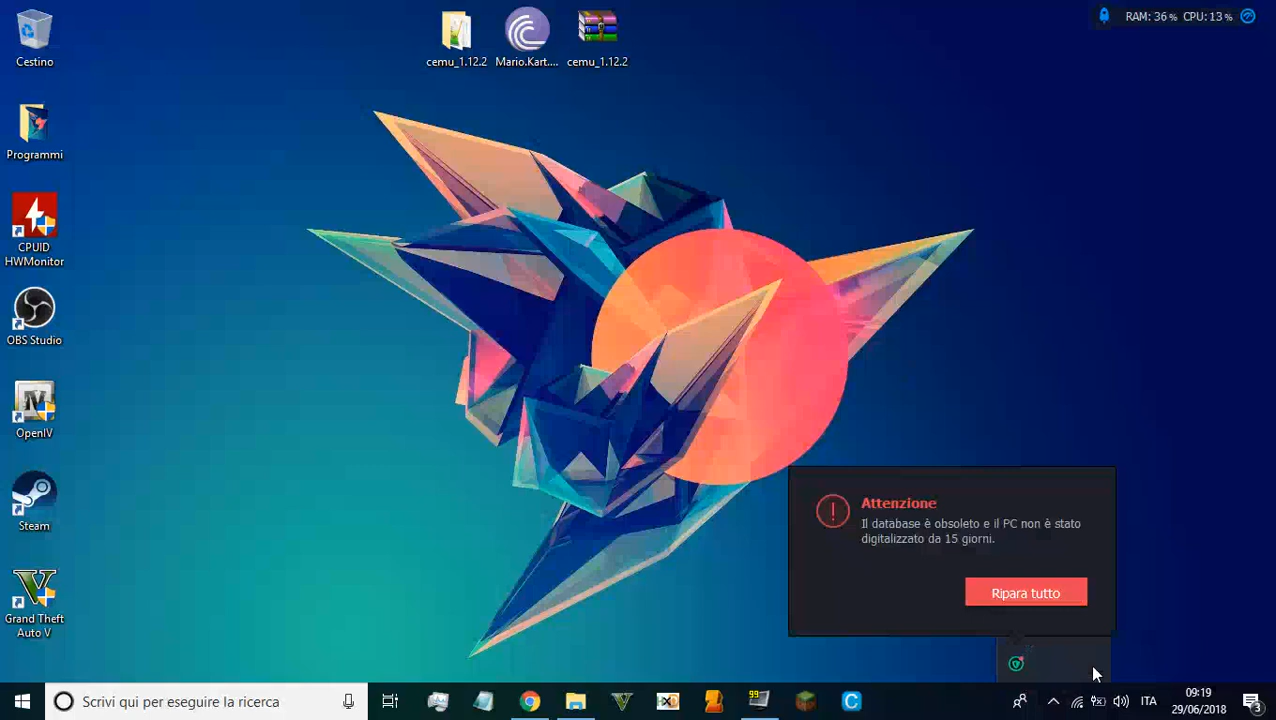 RAM: 36% CPU: 13%
Cestino
cemu_1.12.2
Mario.Kart....
cemu_1.12.2
Programmi
CPUID
HWMonitor
OBS Studio
OpenIV
Steam
Grand Theft
Auto V
Attenzione
Il database è obsoleto e il PC non è stato
digitalizzato da 15 giorni.
Ripara tutto
Scrivi qui per eseguire la ricerca
99
ITA
09:19
29/06/2018
3